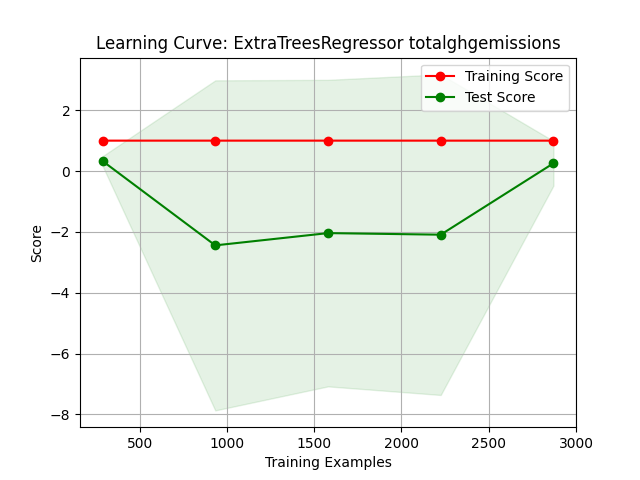 Learning Curve: ExtraTreesRegressor totalghgemissions
Training Score
Test Score
2
0
−2
−4
−6
−8
Score
500
1000
1500
2000
2500
3000
Training Examples